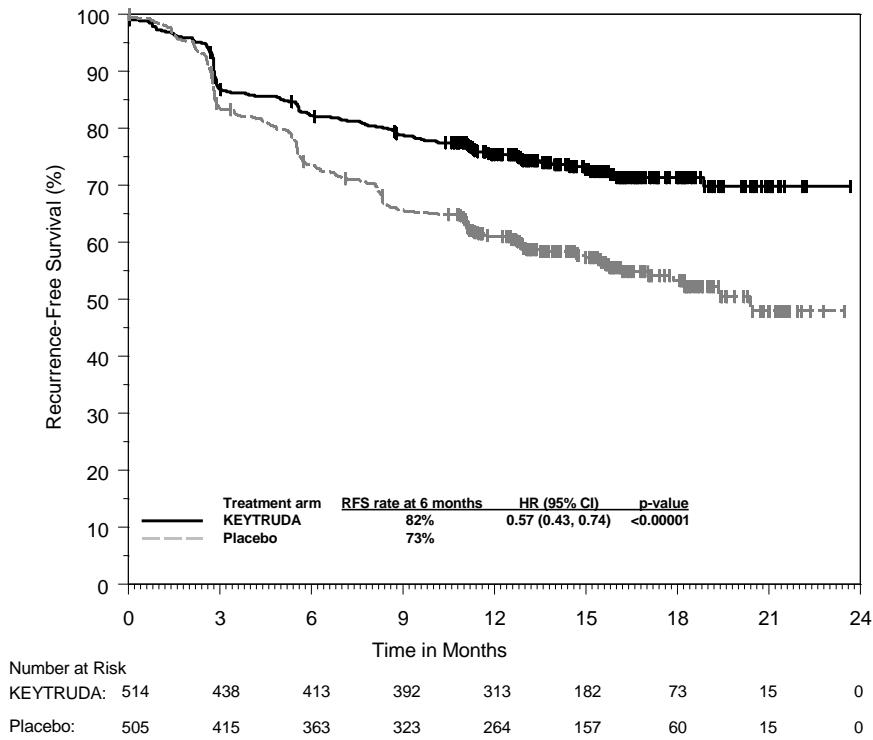 100
90
80
70
60
50
40
30
20
10
0
Recurrence-Free Survival (%)
Treatment arm RFS rate at 6 months HR (95% CI) p-value
KEYTRUDA 82% 0.57 (0.43, 0.74) <0.00001
Placebo 73%
0 3 6 9 12 15 18 21 24
Time in Months
Number at Risk
KEYTRUDA: 514 438 413 392 313 182 73 15 0
Placebo: 505 415 363 323 264 157 60 15 0